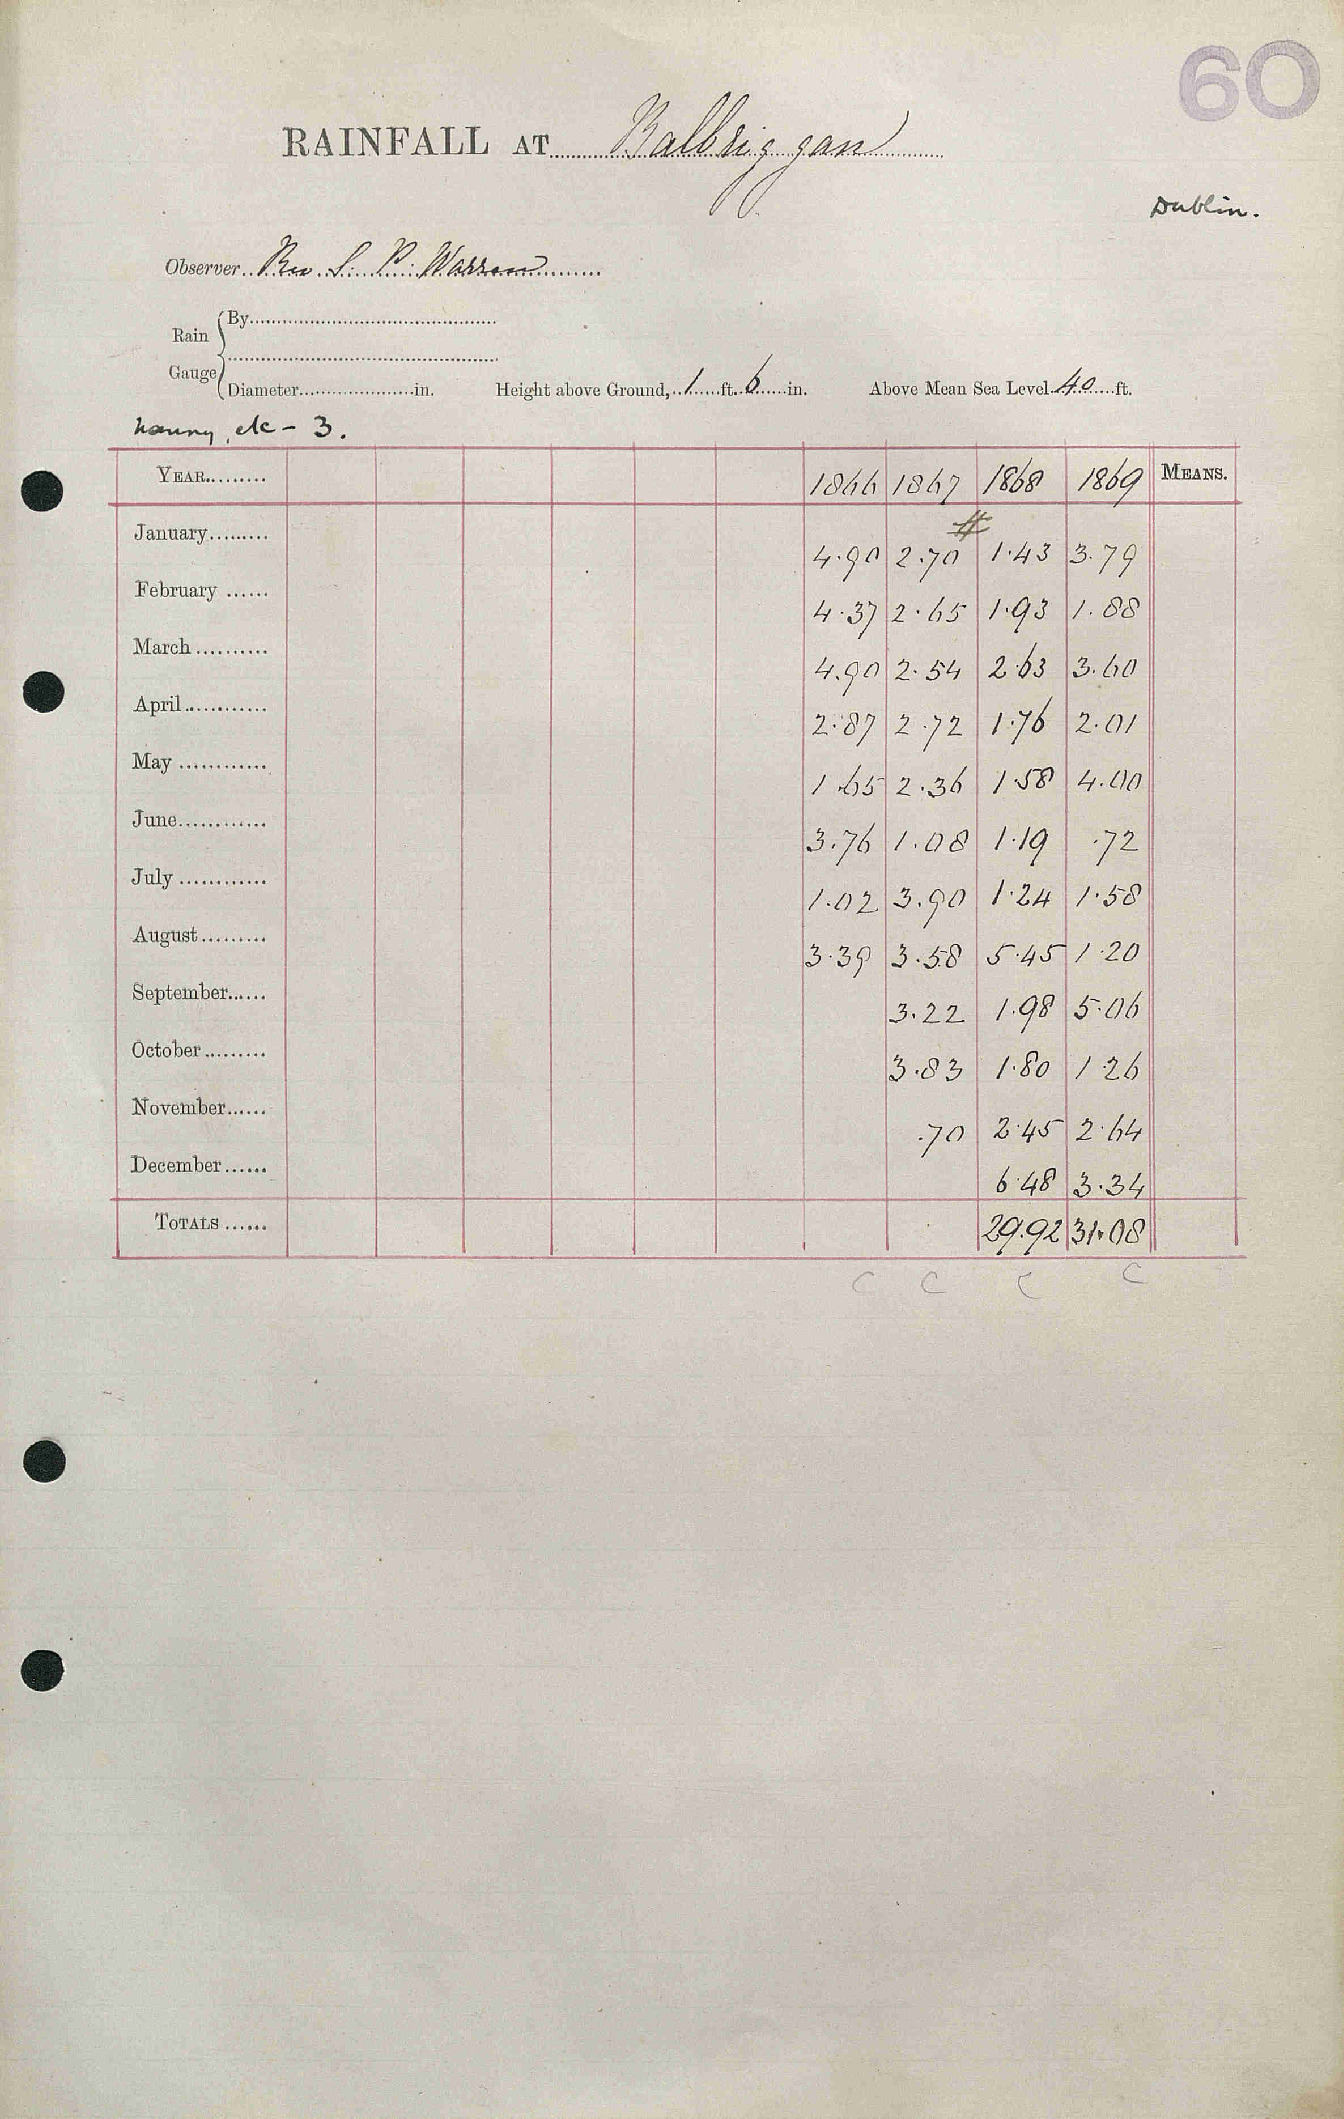 60
RAINFALL AT Balbriggan
Dublin.
Observer Rev S. P. Warren
Rain Gauge { By
Diameter in. Height above Ground, 1 ft. 6 in. Above Mean Sea Level 40 ft.
Nanny, etc - 3.
YEAR 1866 1867 1868 1869 MEANS.
#
January 4.90 2.70 1.43 3.79
February 4.37 2.65 1.93 1.88
March 4.90 2.54 2.63 3.60
April 2.87 2.72 1.76 2.01
May 1.65 2.36 1.58 4.00
June 3.76 1.08 1.19 .72
July 1.02 3.90 1.24 1.58
August 3.39 3.58 5.45 1.20
September 3.22 1.98 5.06
October 3.83 1.80 1.26
November .70 2.45 2.64
December 6.48 3.34
TOTALS 29.92 31.08
C C C C